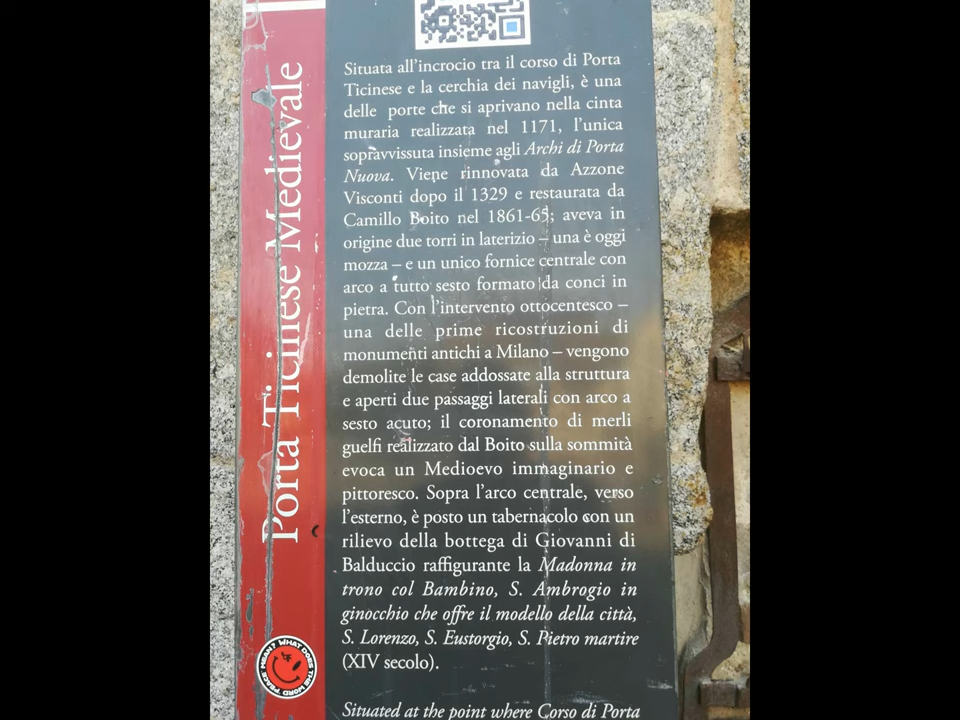 Porta Ticinese Medievale
Situata all'incrocio tra il corso di Porta
Ticinese e la cerchia dei navigli, è una
delle porte che si aprivano nella cinta
muraria realizzata nel 1171, l'unica
sopravvissuta insieme agli Archi di Porta
Nuova. Viene rinnovata da Azzone
Visconti dopo il 1329 e restaurata da
Camillo Boito nel 1861-65; aveva in
origine due torri in laterizio – una è oggi
mozza – e un unico fornice centrale con
arco a tutto sesto formato da conci in
pietra. Con l'intervento ottocentesco –
una delle prime ricostruzioni di
monumenti antichi a Milano – vengono
demolite le case addossate alla struttura
e aperti due passaggi laterali con arco a
sesto acuto; il coronamento di merli
guelfi realizzato dal Boito sulla sommità
evoca un Medioevo immaginario e
pittoresco. Sopra l'arco centrale, verso
l'esterno, è posto un tabernacolo con un
rilievo della bottega di Giovanni di
Balduccio raffigurante la Madonna in
trono col Bambino, S. Ambrogio in
ginocchio che offre il modello della città,
S. Lorenzo, S. Eustorgio, S. Pietro martire
(XIV secolo).
Situated at the point where Corso di Porta
WHAT DOES THE WORD PEACE MEAN?